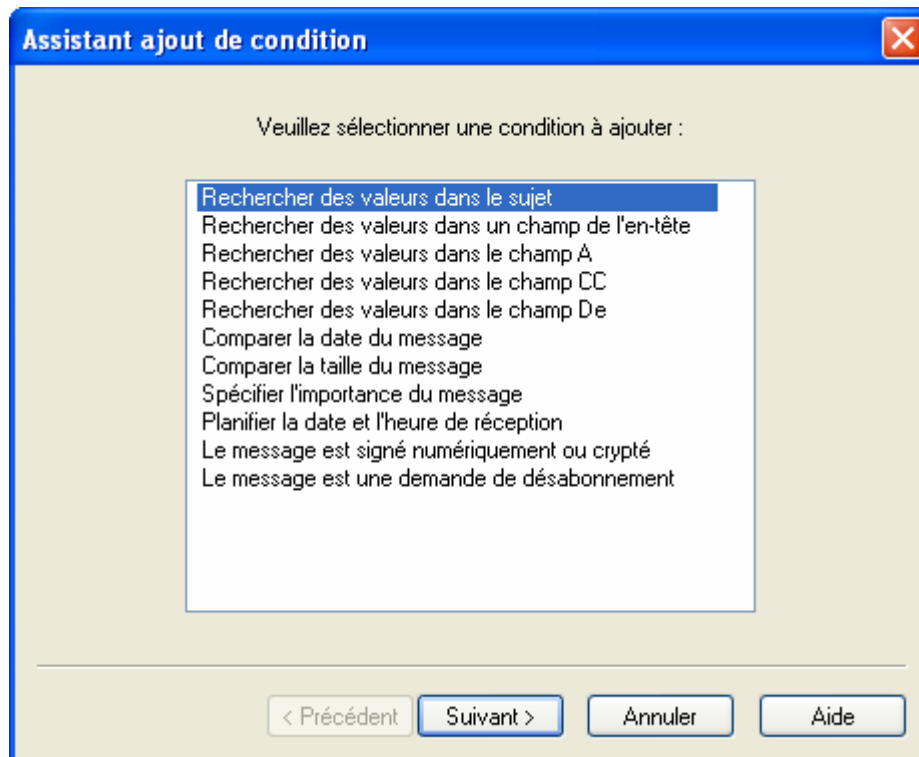 Assistant ajout de condition
Veuillez sélectionner une condition à ajouter :
Rechercher des valeurs dans le sujet
Rechercher des valeurs dans un champ de l'en-tête
Rechercher des valeurs dans le champ A
Rechercher des valeurs dans le champ CC
Rechercher des valeurs dans le champ De
Comparer la date du message
Comparer la taille du message
Spécifier l'importance du message
Planifier la date et l'heure de réception
Le message est signé numériquement ou crypté
Le message est une demande de désabonnement
< Précédent Suivant > Annuler Aide